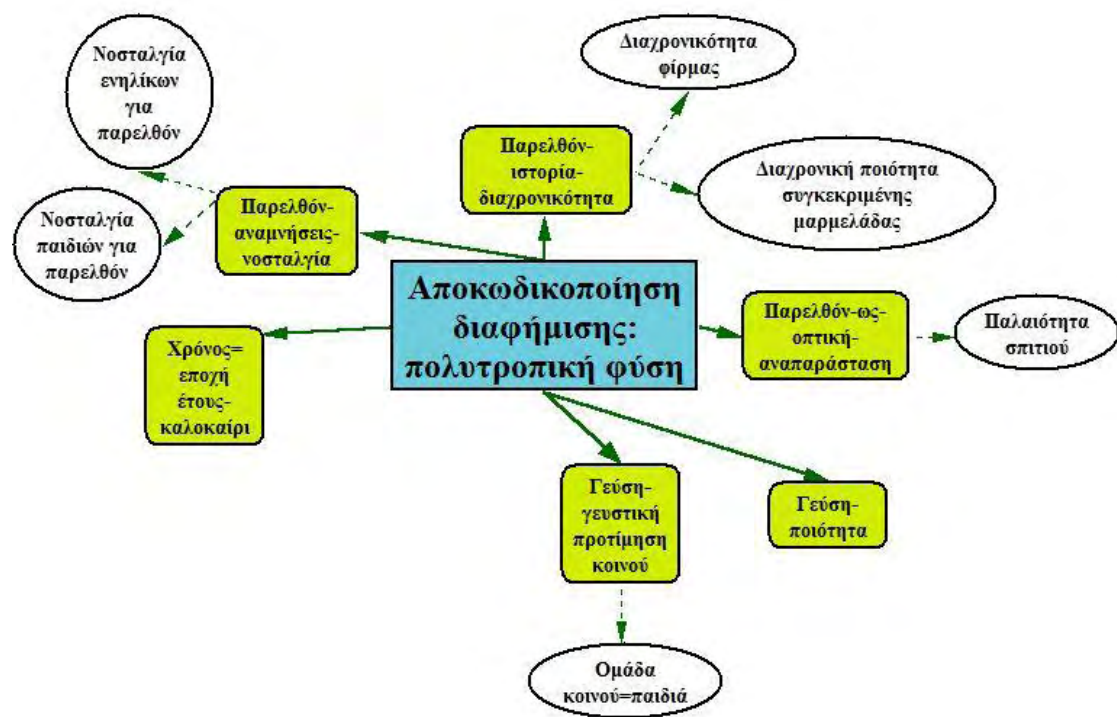 Νοσταλγία
ενηλίκων
για
παρελθόν
Διαχρονικότητα
φίρμας
Παρελθόν-
ιστορία-
διαχρονικότητα
Διαχρονική ποιότητα
συγκεκριμένης
μαρμελάδας
Νοσταλγία
παιδιών για
παρελθόν
Παρελθόν-
αναμνήσεις-
νοσταλγία
Αποκωδικοποίηση
διαφήμισης:
πολυτροπική φύση
Παρελθόν-ως-
οπτική-
αναπαράσταση
Παλαιότητα
σπιτιού
Χρόνος=
εποχή
έτους-
καλοκαίρι
Γεύση-
γευστική
προτίμηση
κοινού
Γεύση-
ποιότητα
Ομάδα
κοινού=παιδιά